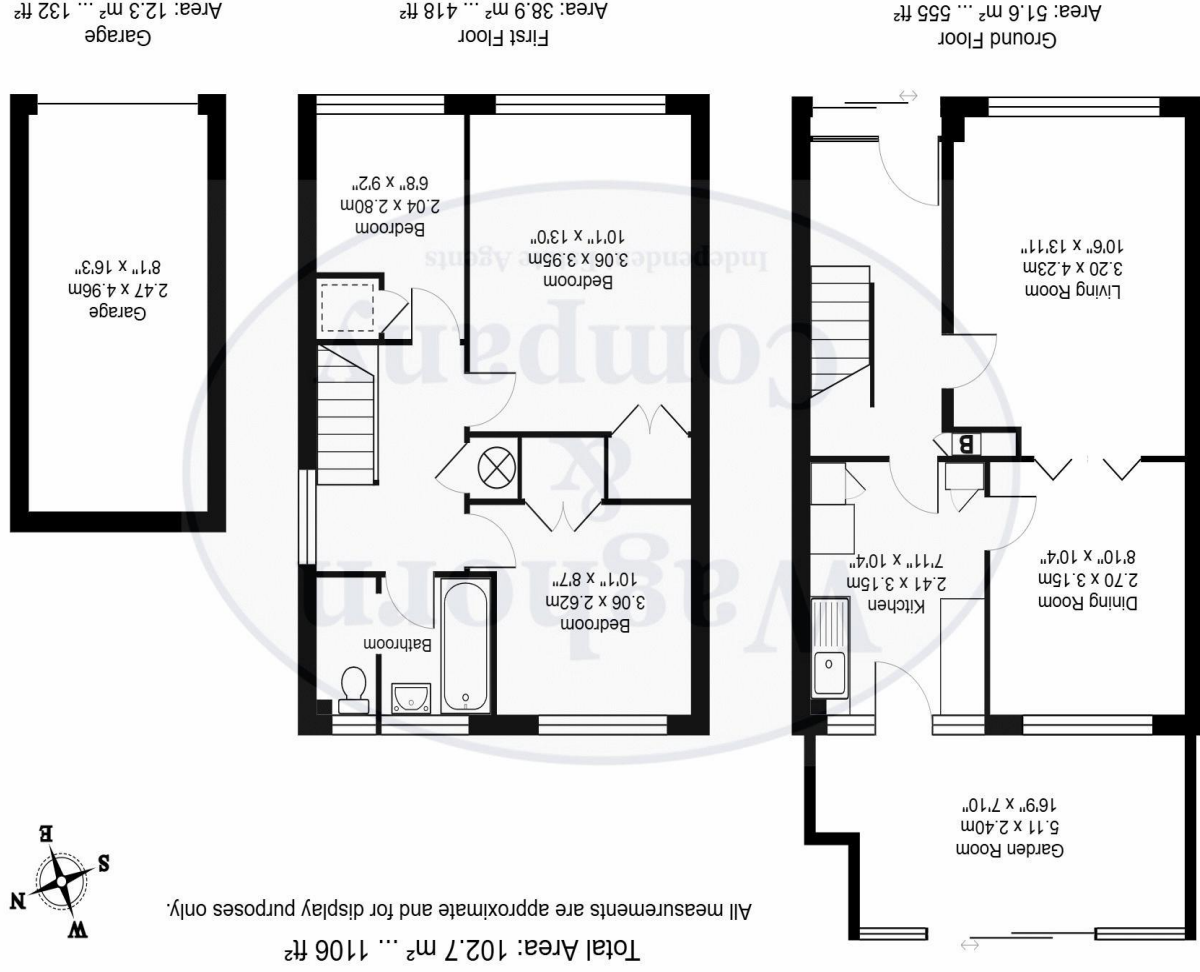 Total Area: 102.7 m² ... 1106 ft²
All measurements are approximate and for display purposes only.
W
N
S
E
Garden Room
5.11 x 2.40m
16'9" x 7'10"
Dining Room
2.70 x 3.15m
8'10" x 10'4"
Kitchen
2.41 x 3.15m
7'11" x 10'4"
B
Living Room
3.20 x 4.23m
10'6" x 13'11"
Ground Floor
Area: 51.6 m² ... 555 ft²
Bedroom
3.06 x 2.62m
10'1" x 8'7"
Bathroom
Bedroom
3.06 x 3.95m
10'1" x 13'0"
Bedroom
2.04 x 2.80m
6'8" x 9'2"
First Floor
Area: 38.9 m² ... 418 ft²
Garage
2.47 x 4.96m
8'1" x 16'3"
Garage
Area: 12.3 m² ... 132 ft²
Waghorn
&
Company
Independent Estate Agents